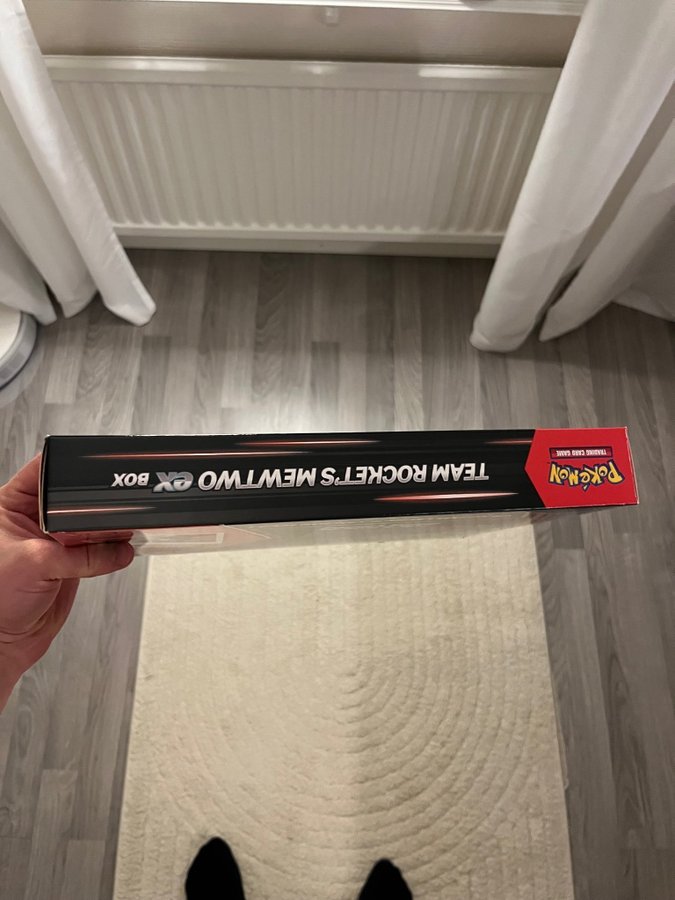 Pokémon
TRADING CARD GAME
TEAM ROCKET'S MEWTWO ex BOX